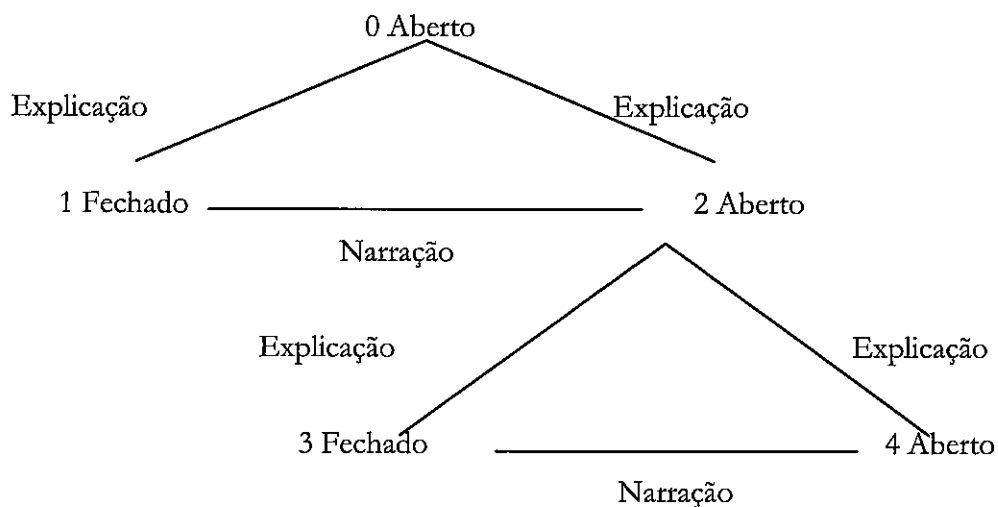 0 Aberto
Explicação
Explicação
1 Fechado
2 Aberto
Narração
Explicação
Explicação
3 Fechado
4 Aberto
Narração